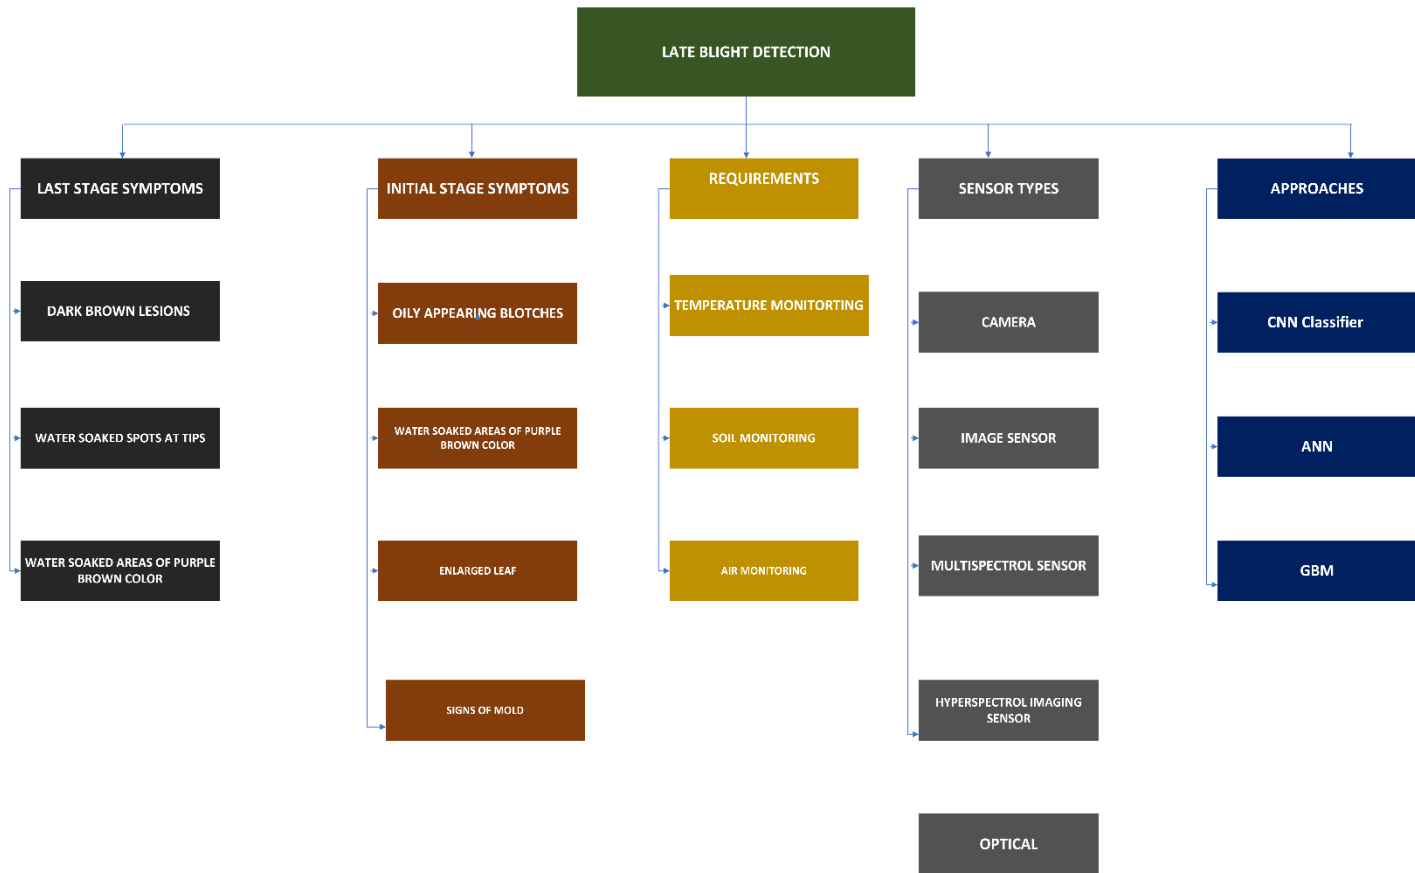 LATE BLIGHT DETECTION
LAST STAGE SYMPTOMS
DARK BROWN LESIONS
WATER SOAKED SPOTS AT TIPS
WATER SOAKED AREAS OF PURPLE
BROWN COLOR
INITIAL STAGE SYMPTOMS
OILY APPEARING BLOTCHES
WATER SOAKED AREAS OF PURPLE
BROWN COLOR
ENLARGED LEAF
SIGNS OF MOLD
REQUIREMENTS
TEMPERATURE MONITORTING
SOIL MONITORING
AIR MONITORING
SENSOR TYPES
CAMERA
IMAGE SENSOR
MULTISPECTROL SENSOR
HYPERSPECTROL IMAGING
SENSOR
OPTICAL
APPROACHES
CNN Classifier
ANN
GBM